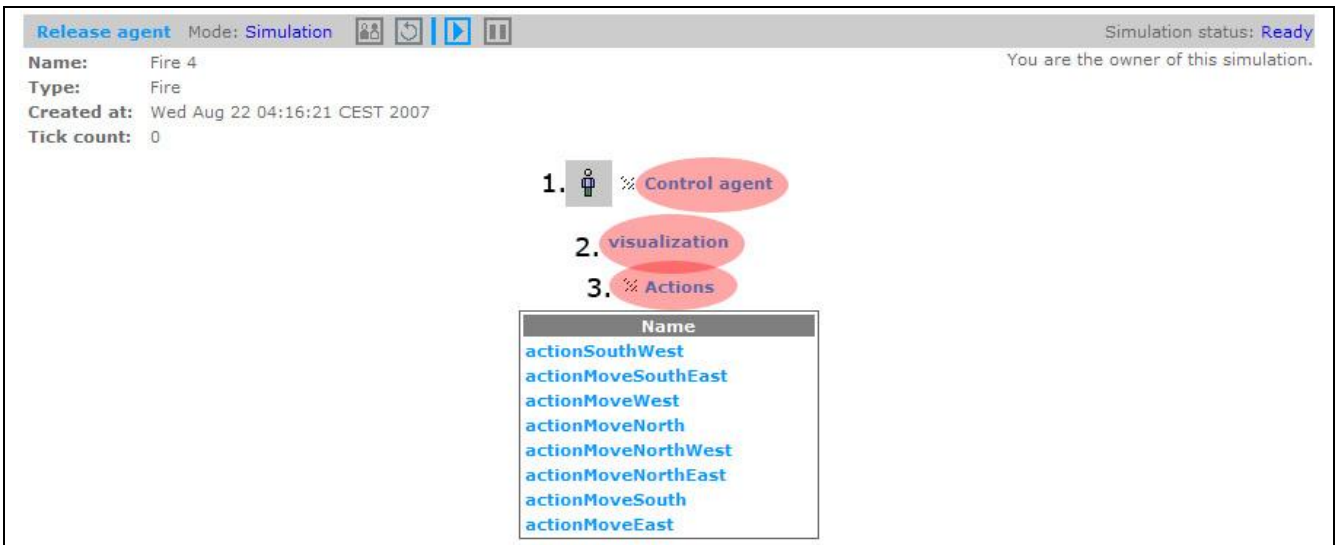 Release agent Mode: Simulation Simulation status: Ready
Name: Fire 4 You are the owner of this simulation.
Type: Fire
Created at: Wed Aug 22 04:16:21 CEST 2007
Tick count: 0
1. Control agent
2. visualization
3. Actions
Name
actionSouthWest
actionMoveSouthEast
actionMoveWest
actionMoveNorth
actionMoveNorthWest
actionMoveNorthEast
actionMoveSouth
actionMoveEast